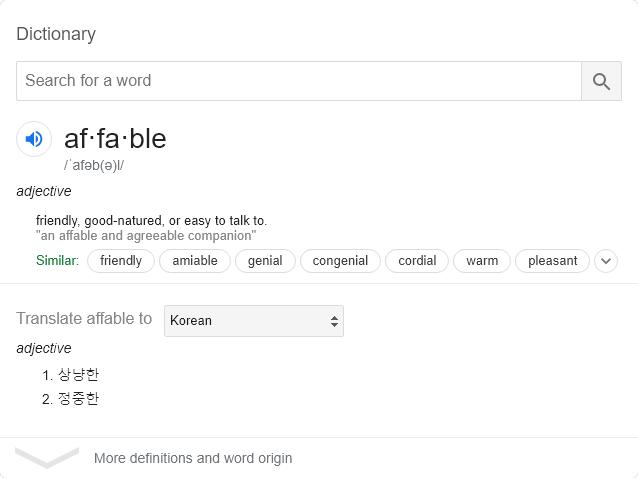 Dictionary
Search for a word
af·fa·ble
/ˈafəb(ə)l/
adjective
friendly, good-natured, or easy to talk to.
"an affable and agreeable companion"
Similar: friendly amiable genial congenial cordial warm pleasant
Translate affable to Korean
adjective
1. 상냥한
2. 정중한
More definitions and word origin